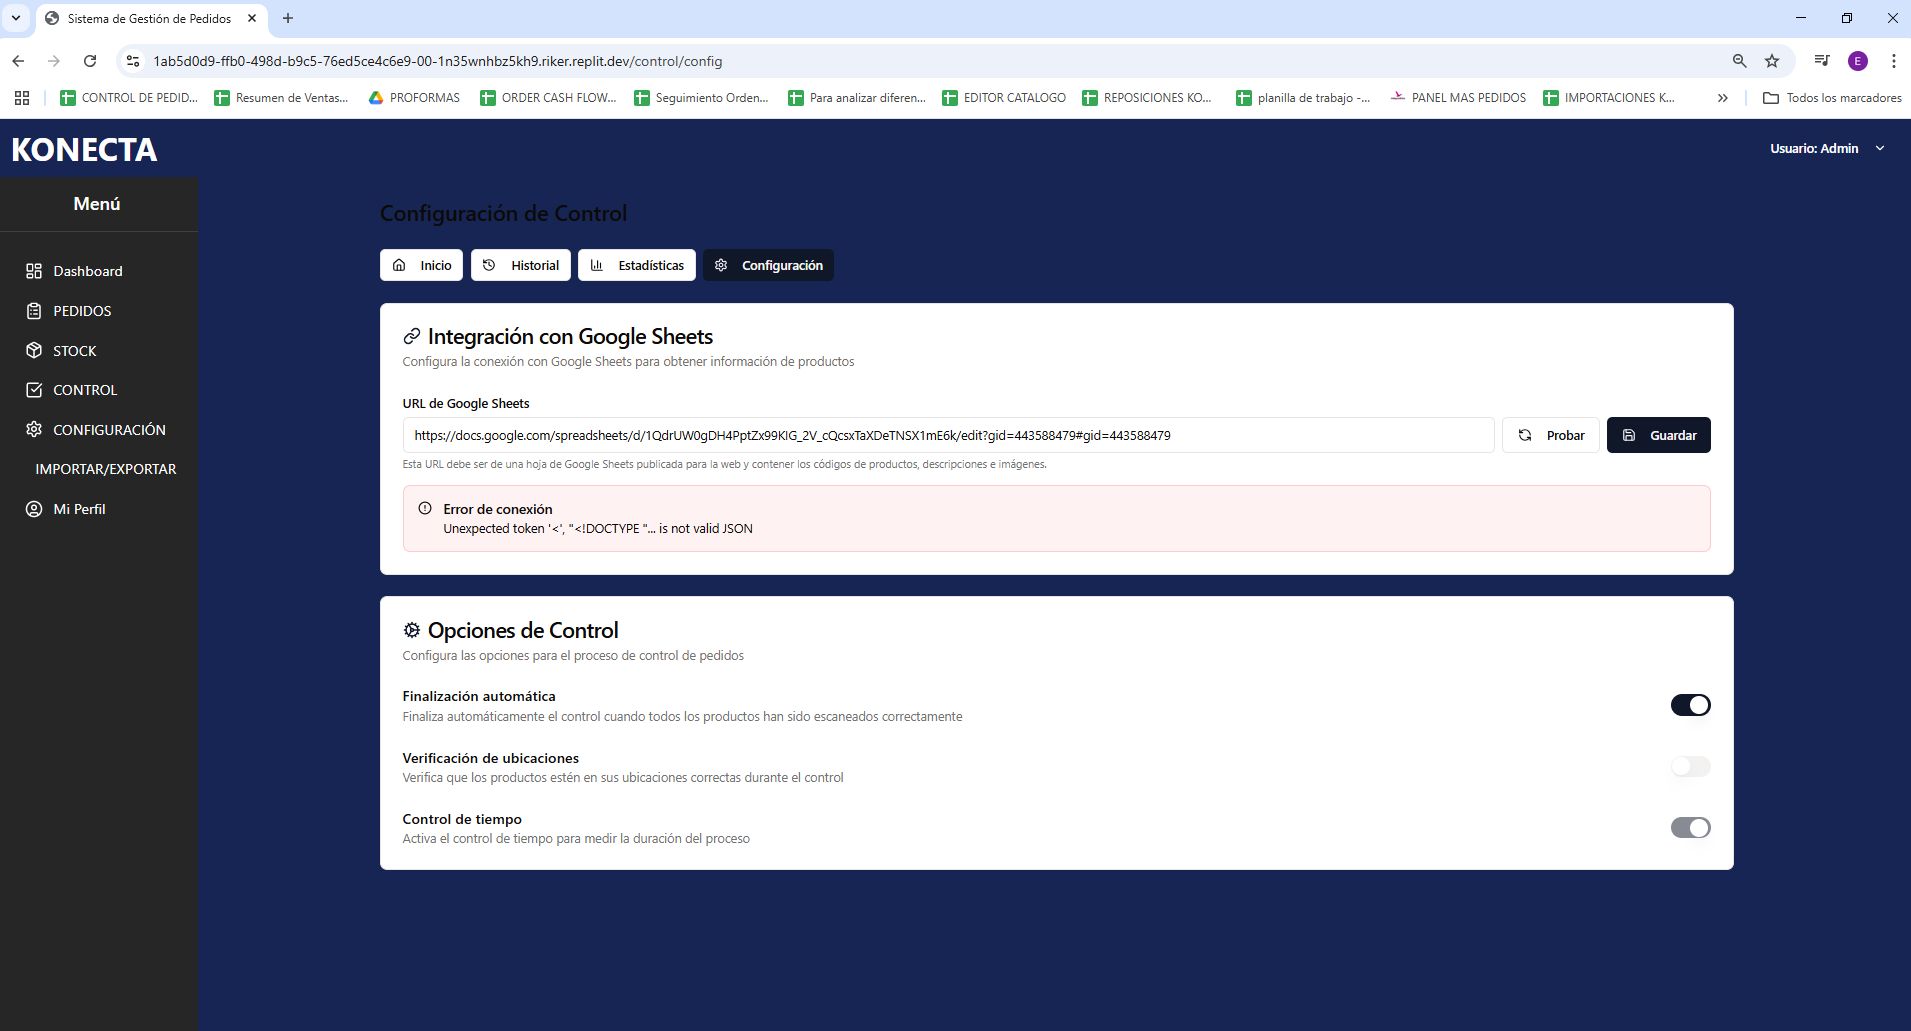 Sistema de Gestión de Pedidos
1ab5d0d9-ffb0-498d-b9c5-76ed5ce4c6e9-00-1n35wnhbz5kh9.riker.replit.dev/control/config
E
CONTROL DE PEDID...
Resumen de Ventas...
PROFORMAS
ORDER CASH FLOW...
Seguimiento Orden...
Para analizar diferen...
EDITOR CATALOGO
REPOSICIONES KO...
planilla de trabajo -...
PANEL MAS PEDIDOS
IMPORTACIONES K...
Todos los marcadores
KONECTA
Usuario: Admin
Menú
Dashboard
PEDIDOS
STOCK
CONTROL
CONFIGURACIÓN
IMPORTAR/EXPORTAR
Mi Perfil
Configuración de Control
Inicio
Historial
Estadísticas
Configuración
Integración con Google Sheets
Configura la conexión con Google Sheets para obtener información de productos
URL de Google Sheets
https://docs.google.com/spreadsheets/d/1QdrUW0gDH4PptZx99KIG_2V_cQcsxTaXDeTNSX1mE6k/edit?gid=443588479#gid=443588479
Probar
Guardar
Esta URL debe ser de una hoja de Google Sheets publicada para la web y contener los códigos de productos, descripciones e imágenes.
Error de conexión
Unexpected token '<', "<!DOCTYPE "... is not valid JSON
Opciones de Control
Configura las opciones para el proceso de control de pedidos
Finalización automática
Finaliza automáticamente el control cuando todos los productos han sido escaneados correctamente
Verificación de ubicaciones
Verifica que los productos estén en sus ubicaciones correctas durante el control
Control de tiempo
Activa el control de tiempo para medir la duración del proceso